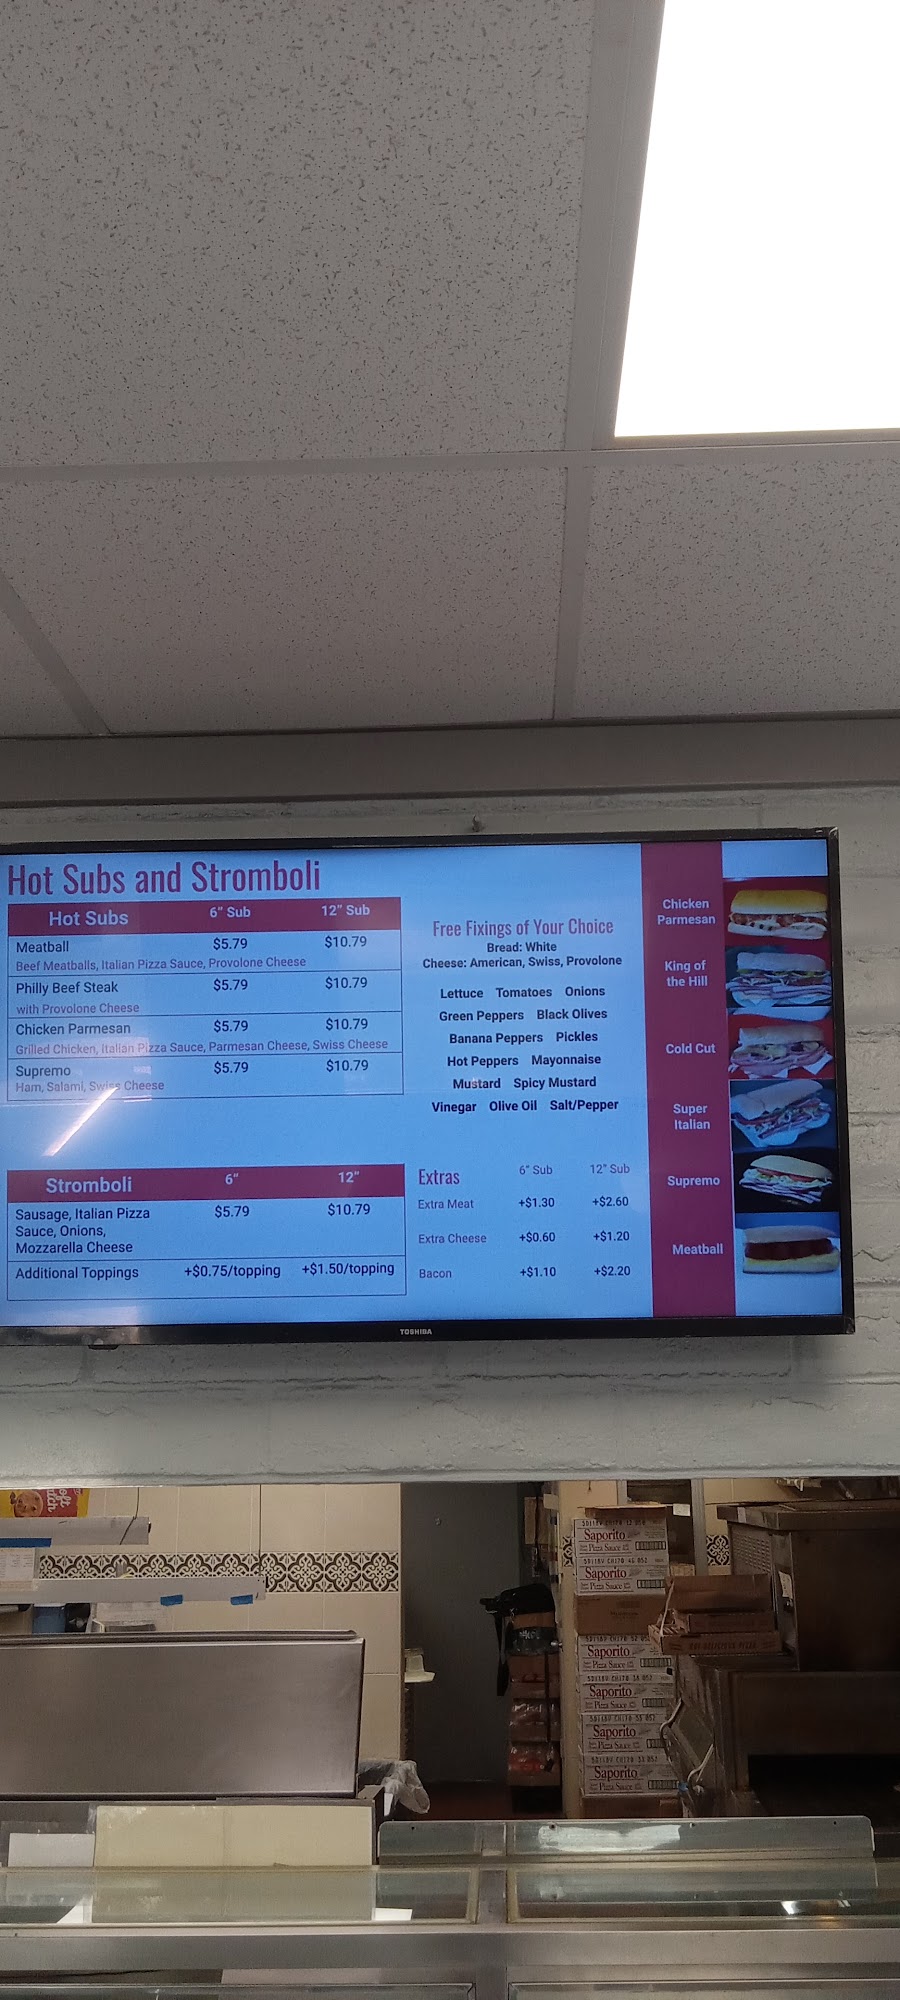 Hot Subs and Stromboli
Hot Subs 6" Sub 12" Sub
Meatball $5.79 $10.79
Beef Meatballs, Italian Pizza Sauce, Provolone Cheese
Philly Beef Steak $5.79 $10.79
with Provolone Cheese
Chicken Parmesan $5.79 $10.79
Grilled Chicken, Italian Pizza Sauce, Parmesan Cheese, Swiss Cheese
Supremo $5.79 $10.79
Ham, Salami, Swiss Cheese
Stromboli 6" 12"
Sausage, Italian Pizza $5.79 $10.79
Sauce, Onions,
Mozzarella Cheese
Additional Toppings +$0.75/topping +$1.50/topping
Free Fixings of Your Choice
Bread: White
Cheese: American, Swiss, Provolone
Lettuce Tomatoes Onions
Green Peppers Black Olives
Banana Peppers Pickles
Hot Peppers Mayonnaise
Mustard Spicy Mustard
Vinegar Olive Oil Salt/Pepper
Extras 6" Sub 12" Sub
Extra Meat +$1.30 +$2.60
Extra Cheese +$0.60 +$1.20
Bacon +$1.10 +$2.20
Chicken
Parmesan
King of
the Hill
Cold Cut
Super
Italian
Supremo
Meatball
TOSHIBA
Saporito
Pizza Sauce
Saporito
Pizza Sauce
Saporito
Pizza Sauce
Saporito
Pizza Sauce
Saporito
Pizza Sauce
Saporito
Pizza Sauce